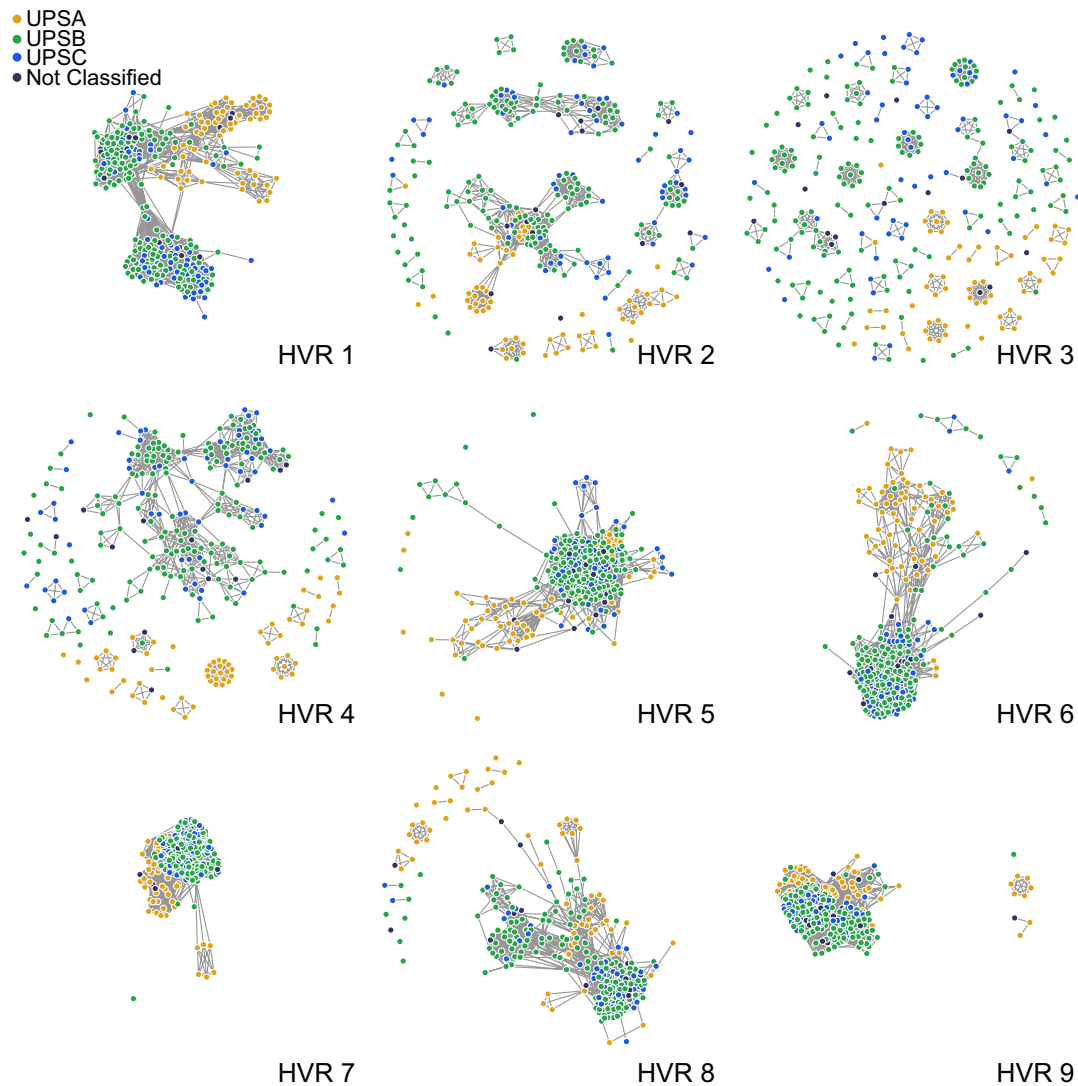 UPSA
UPSB
UPSC
Not Classified
HVR 1
HVR 2
HVR 3
HVR 4
HVR 5
HVR 6
HVR 7
HVR 8
HVR 9